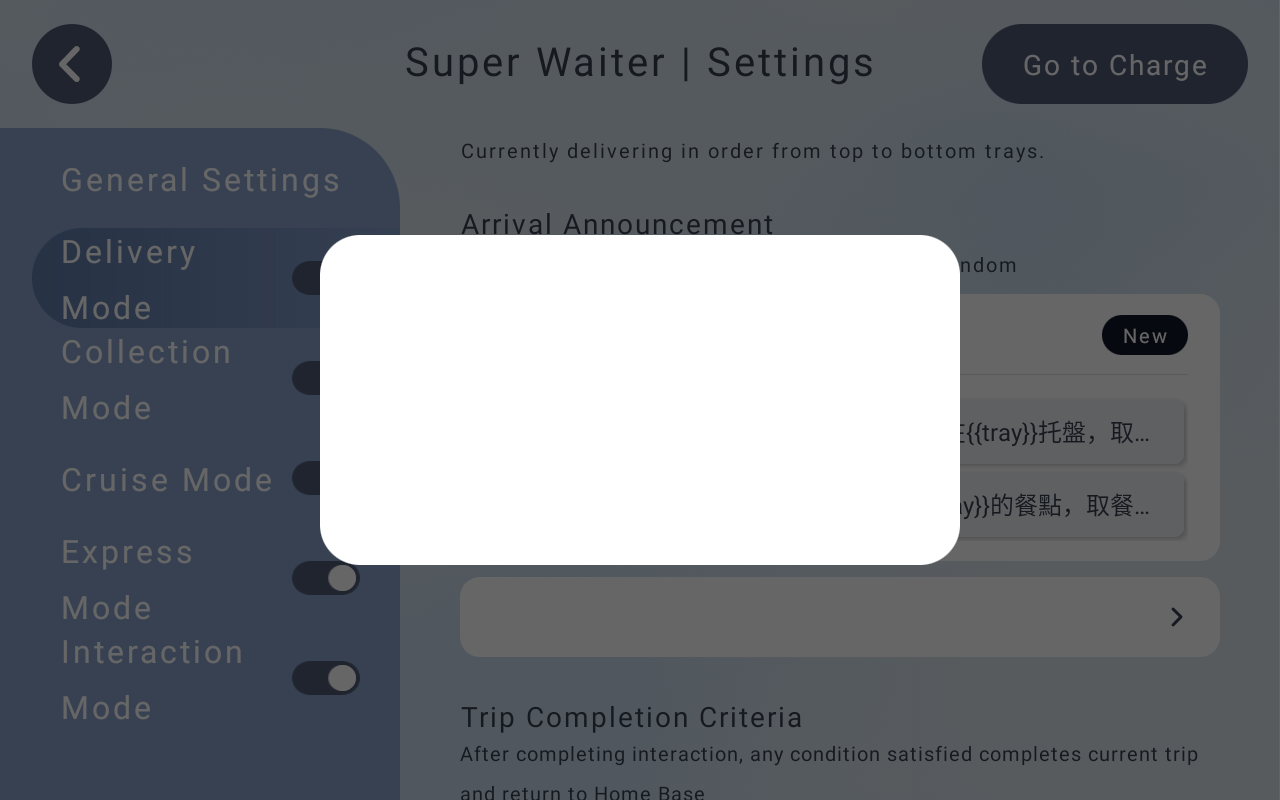 Super Waiter | Settings
Go to Charge
General Settings
Delivery
Mode
Collection
Mode
Cruise Mode
Express
Mode
Interaction
Mode
Currently delivering in order from top to bottom trays.
Arrival Announcement
New
{{tray}}托盤，取...
}}的餐點，取餐...
Trip Completion Criteria
After completing interaction, any condition satisfied completes current trip
and return to Home Base